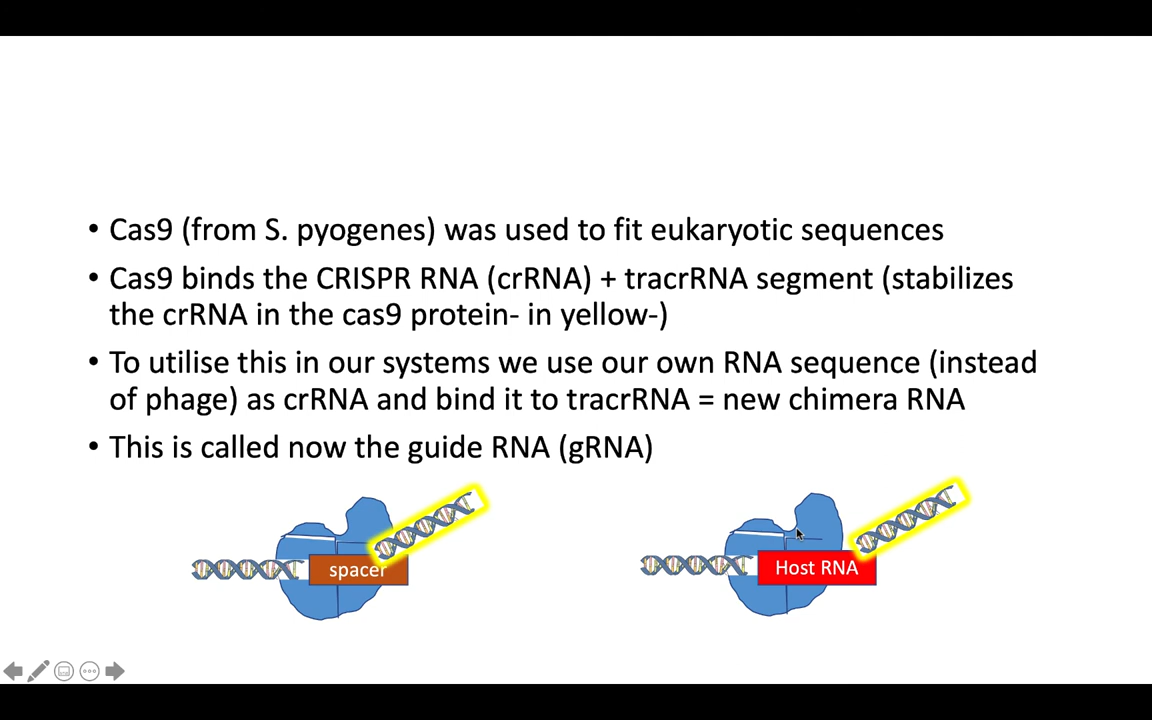 • Cas9 (from S. pyogenes) was used to fit eukaryotic sequences
• Cas9 binds the CRISPR RNA (crRNA) + tracrRNA segment (stabilizes
the crRNA in the cas9 protein- in yellow-)
• To utilise this in our systems we use our own RNA sequence (instead
of phage) as crRNA and bind it to tracrRNA = new chimera RNA
• This is called now the guide RNA (gRNA)
spacer
Host RNA